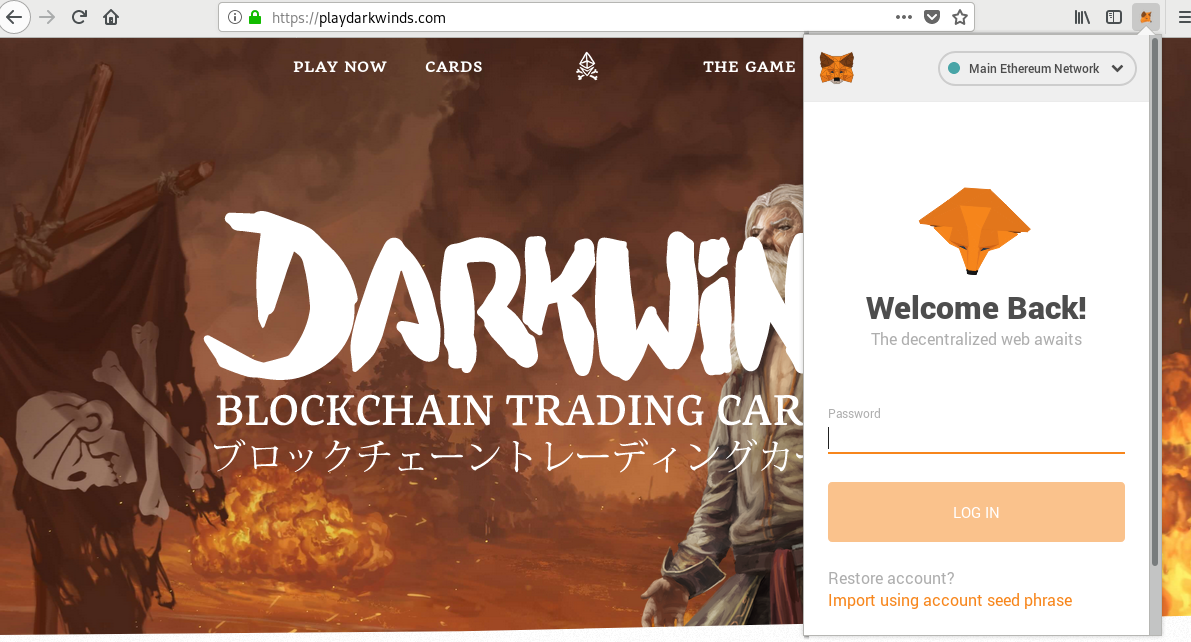 https://playdarkwinds.com
PLAY NOW
CARDS
THE GAME
DARKWIN
BLOCKCHAIN TRADING CAR
ブロックチェーントレーディングカー
Main Ethereum Network
Welcome Back!
The decentralized web awaits
Password
LOG IN
Restore account?
Import using account seed phrase